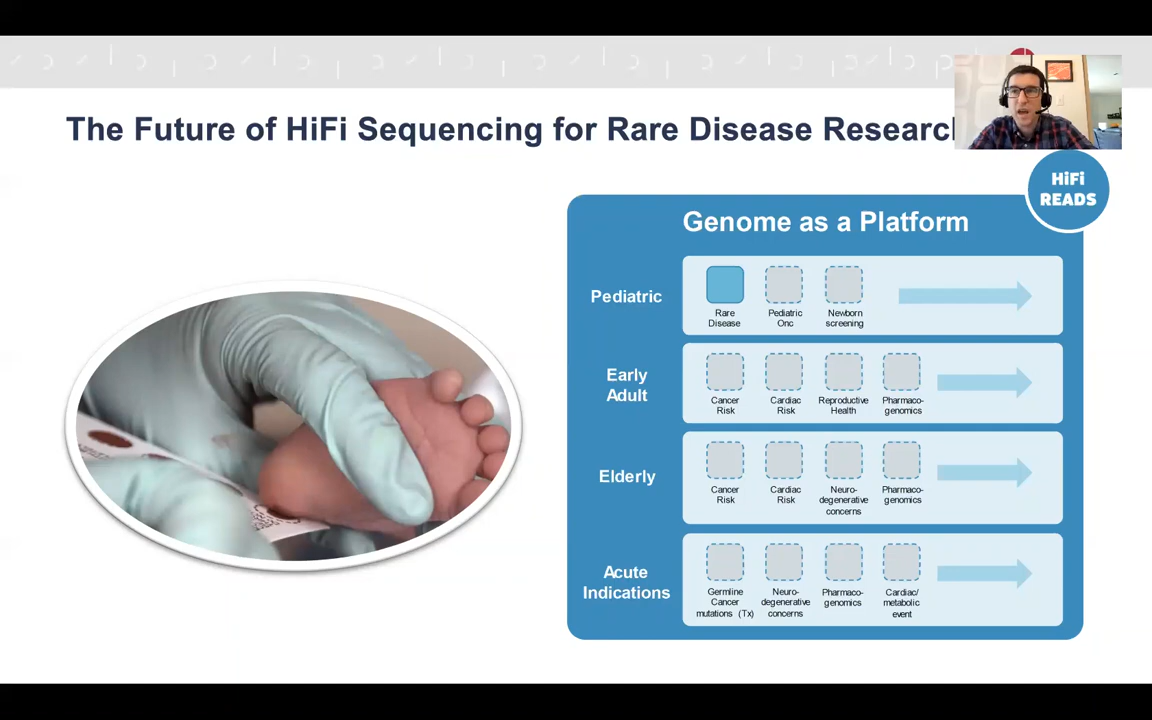 The Future of HiFi Sequencing for Rare Disease Research
HiFi
READS
Genome as a Platform
Pediatric
Rare
Disease
Pediatric
Onc
Newborn
screening
Early
Adult
Cancer
Risk
Cardiac
Risk
Reproductive
Health
Pharmaco-
genomics
Elderly
Cancer
Risk
Cardiac
Risk
Neuro-
degenerative
concerns
Pharmaco-
genomics
Acute
Indications
Germline
Cancer
mutations (Tx)
Neuro-
degenerative
concerns
Pharmaco-
genomics
Cardiac/
metabolic
event